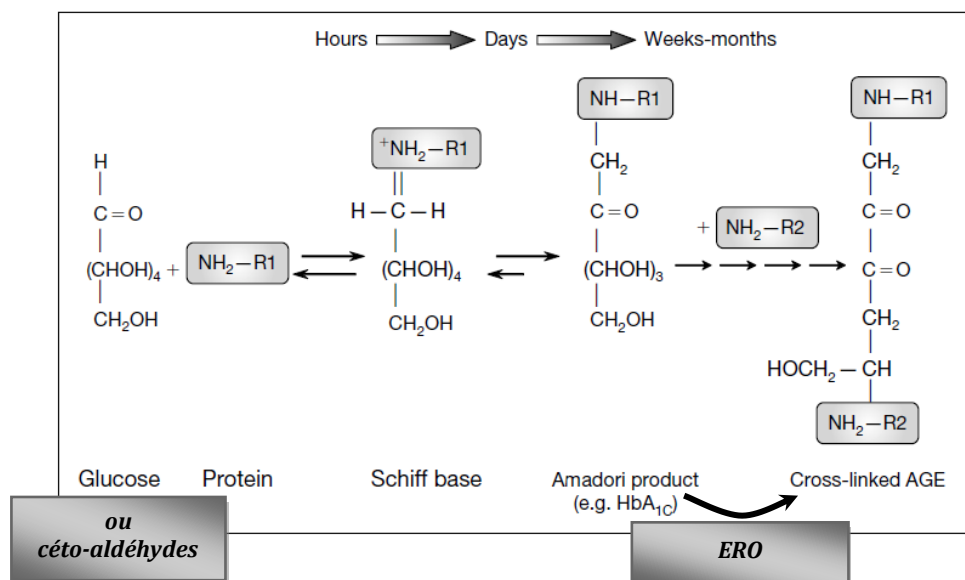 Hours Days Weeks-months
H
C=O
(CHOH)₄ + NH₂–R1
CH₂OH
⁺NH₂–R1
H–C–H
(CHOH)₄
CH₂OH
NH–R1
CH₂
C=O
(CHOH)₃
CH₂OH
+ NH₂–R2
NH–R1
CH₂
C=O
C=O
CH₂
HOCH₂–CH
NH₂–R2
Glucose Protein Schiff base Amadori product Cross-linked AGE
(e.g. HbA₁C)
ou
céto-aldéhydes
ERO